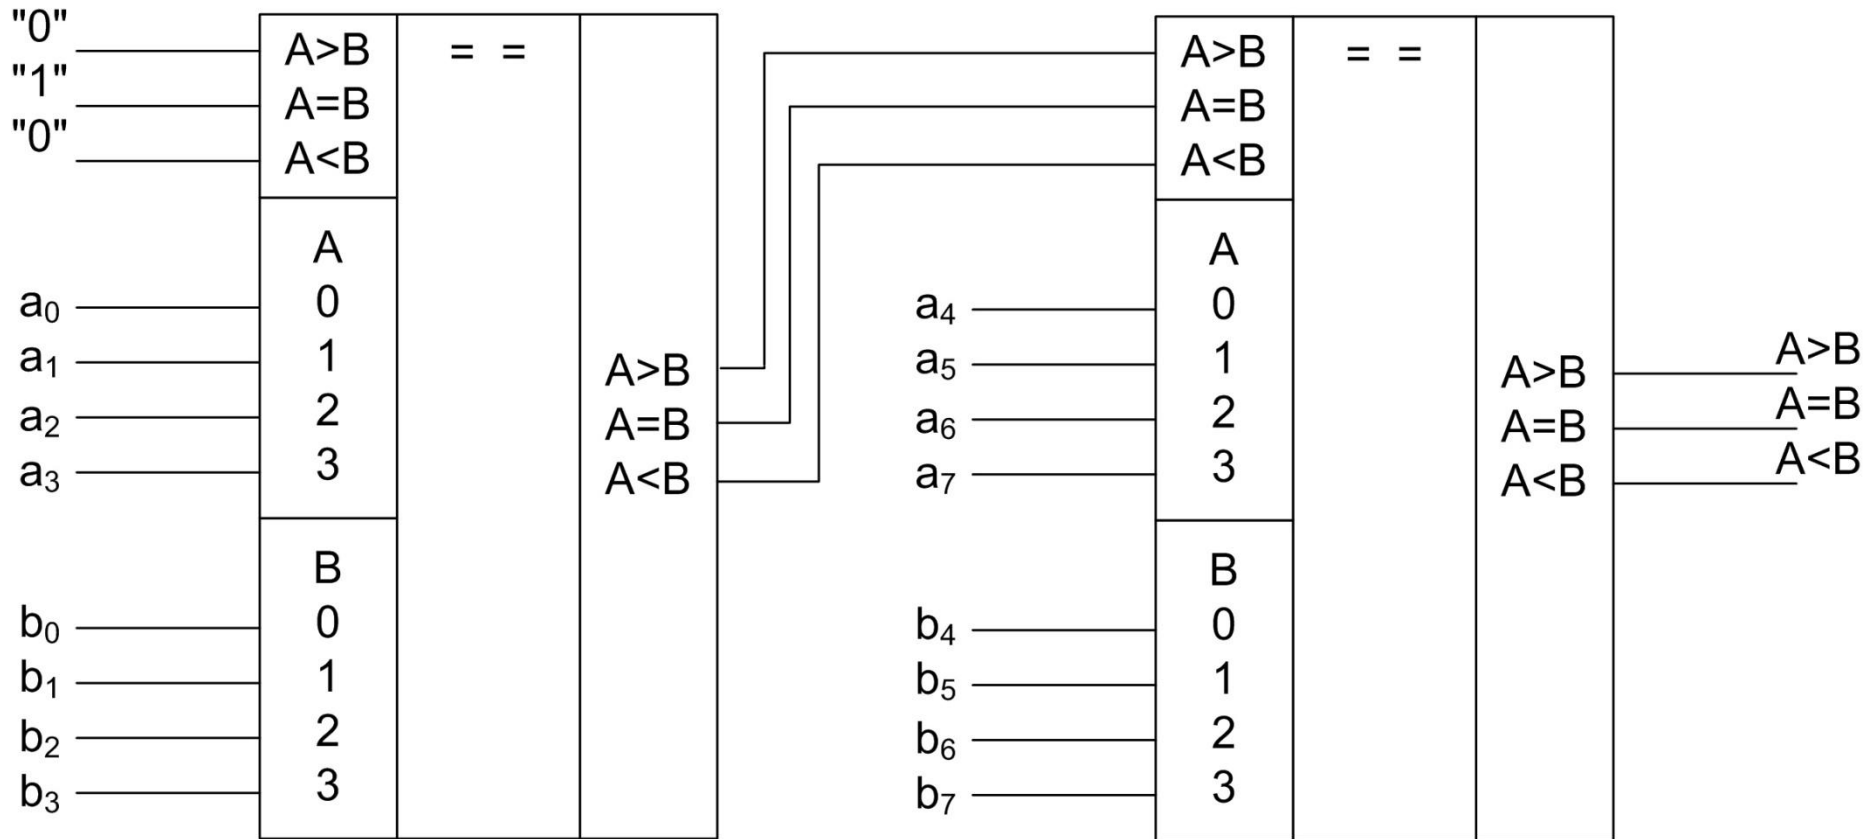 "0"
"1"
"0"
A>B
A=B
A<B
= =
A
0
1
2
3
a₀
a₁
a₂
a₃
B
0
1
2
3
b₀
b₁
b₂
b₃
A>B
A=B
A<B
A>B
A=B
A<B
= =
A
0
1
2
3
a₄
a₅
a₆
a₇
B
0
1
2
3
b₄
b₅
b₆
b₇
A>B
A=B
A<B
A>B
A=B
A<B